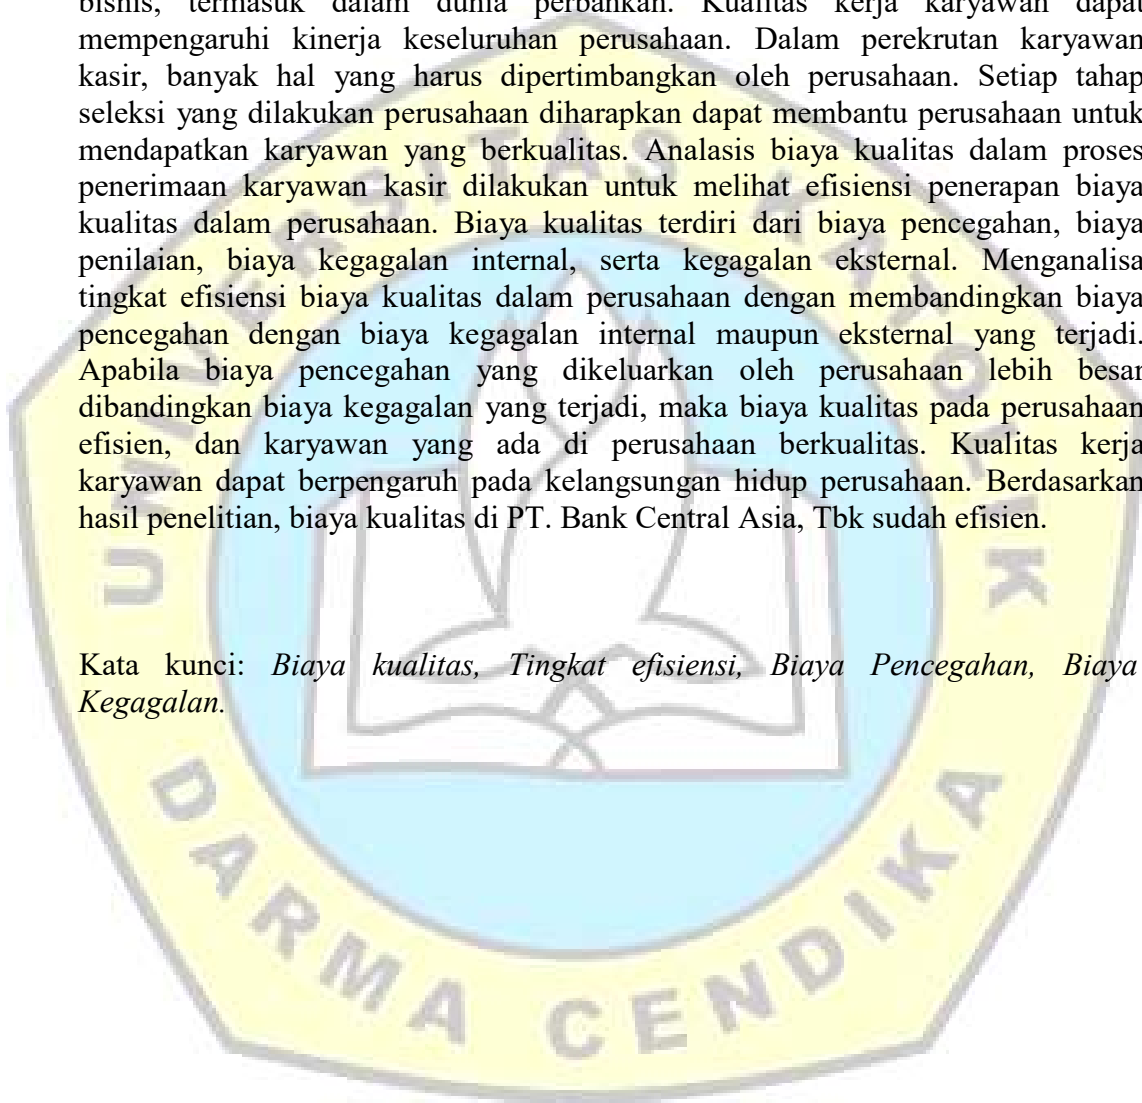 bisnis, termasuk dalam dunia perbankan. Kualitas kerja karyawan dapat
mempengaruhi kinerja keseluruhan perusahaan. Dalam perekrutan karyawan
kasir, banyak hal yang harus dipertimbangkan oleh perusahaan. Setiap tahap
seleksi yang dilakukan perusahaan diharapkan dapat membantu perusahaan untuk
mendapatkan karyawan yang berkualitas. Analasis biaya kualitas dalam proses
penerimaan karyawan kasir dilakukan untuk melihat efisiensi penerapan biaya
kualitas dalam perusahaan. Biaya kualitas terdiri dari biaya pencegahan, biaya
penilaian, biaya kegagalan internal, serta kegagalan eksternal. Menganalisa
tingkat efisiensi biaya kualitas dalam perusahaan dengan membandingkan biaya
pencegahan dengan biaya kegagalan internal maupun eksternal yang terjadi.
Apabila biaya pencegahan yang dikeluarkan oleh perusahaan lebih besar
dibandingkan biaya kegagalan yang terjadi, maka biaya kualitas pada perusahaan
efisien, dan karyawan yang ada di perusahaan berkualitas. Kualitas kerja
karyawan dapat berpengaruh pada kelangsungan hidup perusahaan. Berdasarkan
hasil penelitian, biaya kualitas di PT. Bank Central Asia, Tbk sudah efisien.
Kata kunci: Biaya kualitas, Tingkat efisiensi, Biaya Pencegahan, Biaya
Kegagalan.
UNIVERSITAS KATOLIK
DARMA CENDIKA